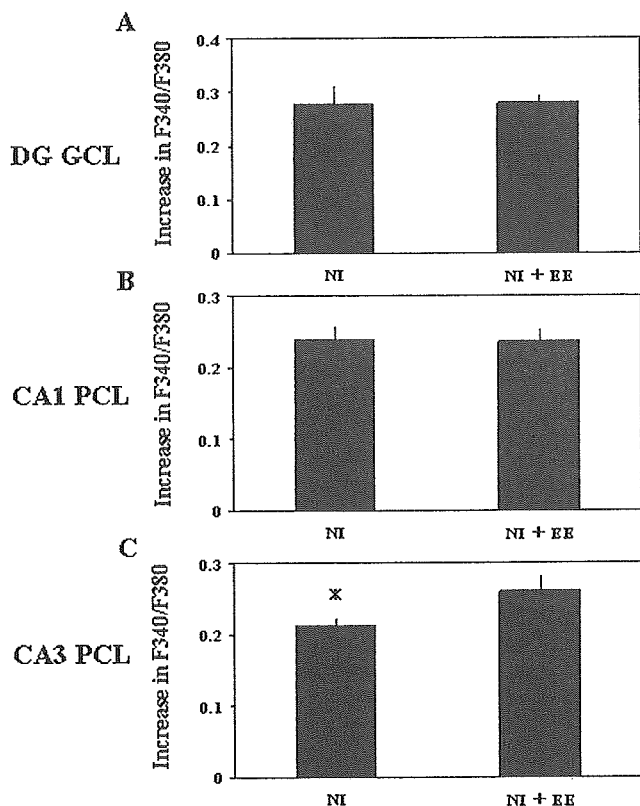 A
DG GCL
Increase in F340/F380
0.4
0.3
0.2
0.1
0
NI
NI + EE
B
CA1 PCL
Increase in F340/F380
0.3
0.2
0.1
0
NI
NI + EE
C
CA3 PCL
Increase in F340/F380
0.3
0.2
0.1
0
*
NI
NI + EE